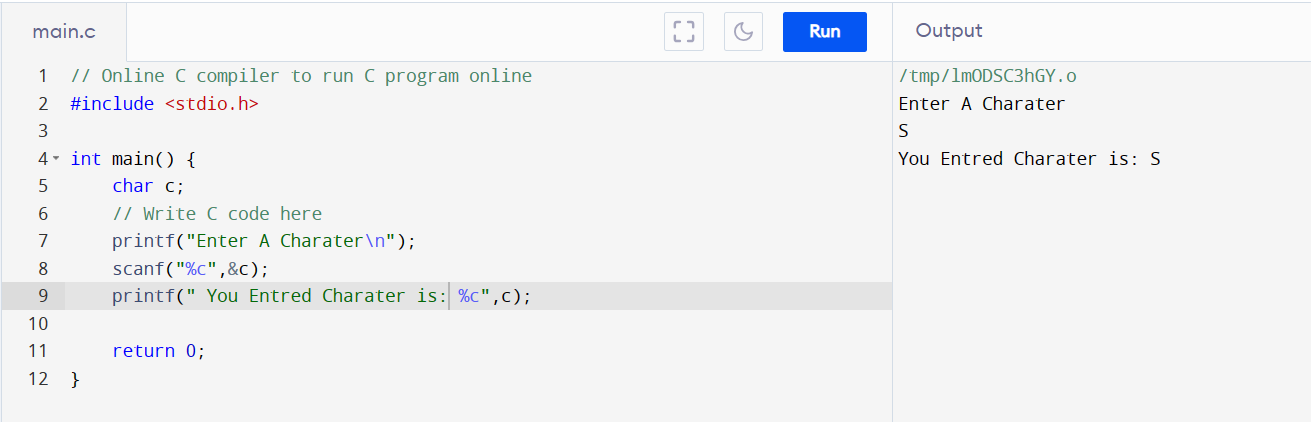 main.c
Run
Output
1 // Online C compiler to run C program online
2 #include <stdio.h>
3
4 int main() {
5     char c;
6     // Write C code here
7     printf("Enter A Charater\n");
8     scanf("%c",&c);
9     printf(" You Entred Charater is: %c",c);
10
11     return 0;
12 }
/tmp/lmODSC3hGY.o
Enter A Charater
S
You Entred Charater is: S